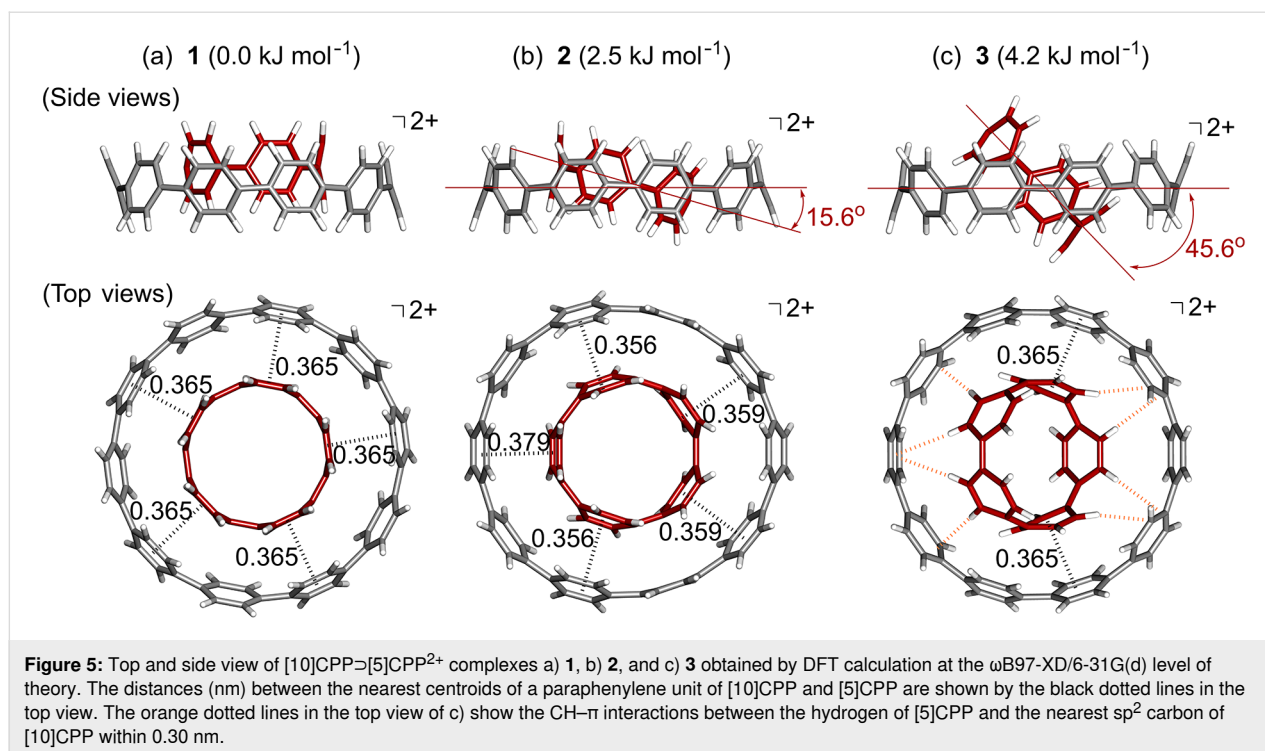 (a) 1 (0.0 kJ mol⁻¹)
(b) 2 (2.5 kJ mol⁻¹)
(c) 3 (4.2 kJ mol⁻¹)
(Side views)
2+
2+
2+
15.6°
45.6°
(Top views)
2+
2+
2+
0.365
0.365
0.365
0.365
0.365
0.356
0.359
0.379
0.356
0.359
0.365
0.365
Figure 5: Top and side view of [10]CPP⊃[5]CPP²⁺ complexes a) 1, b) 2, and c) 3 obtained by DFT calculation at the ωB97-XD/6-31G(d) level of
theory. The distances (nm) between the nearest centroids of a paraphenylene unit of [10]CPP and [5]CPP are shown by the black dotted lines in the
top view. The orange dotted lines in the top view of c) show the CH–π interactions between the hydrogen of [5]CPP and the nearest sp² carbon of
[10]CPP within 0.30 nm.